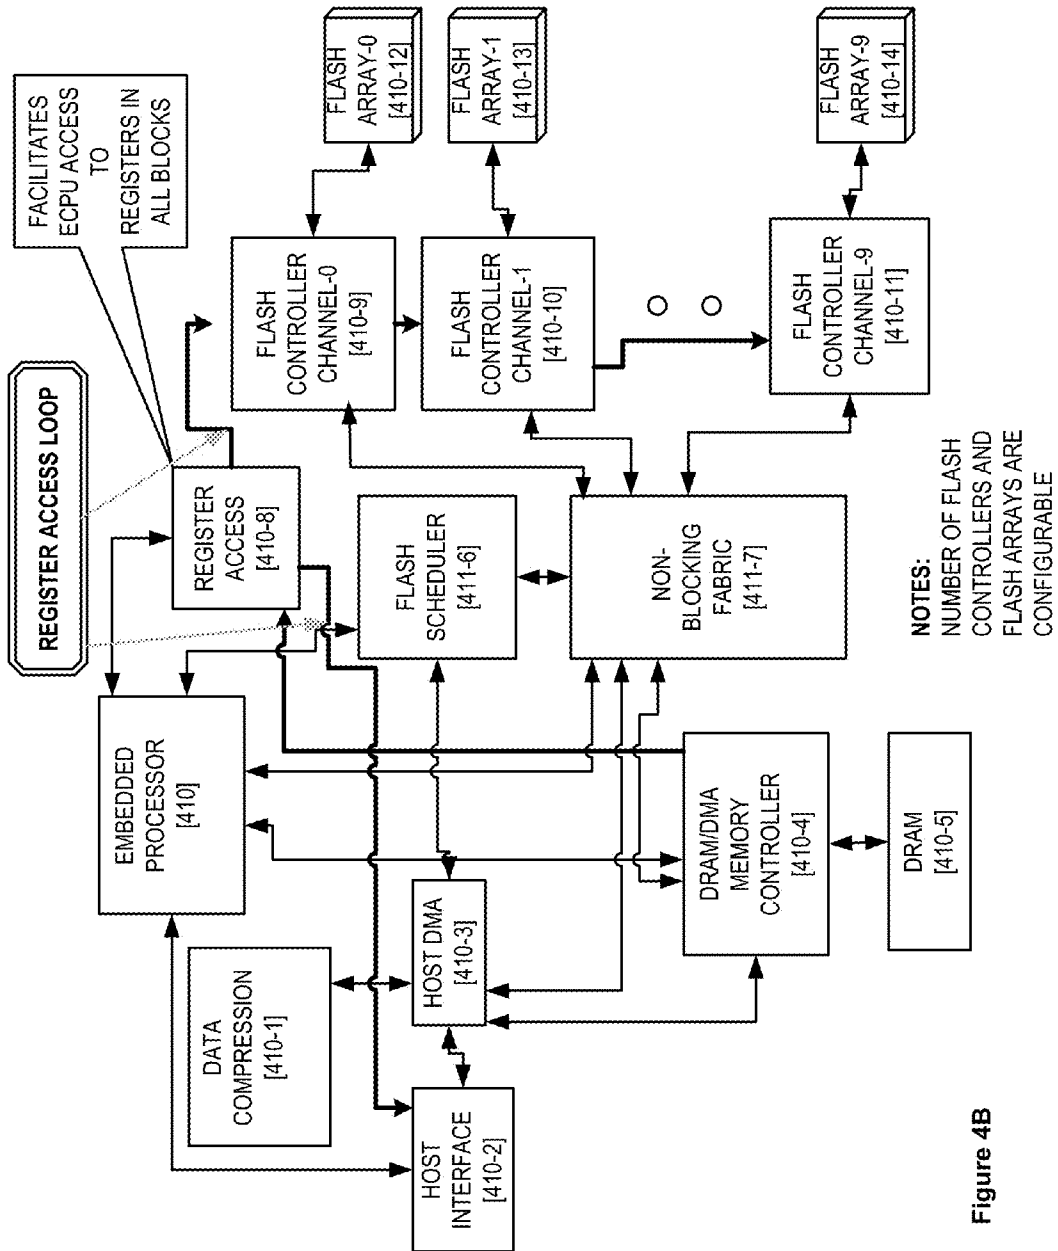 REGISTER ACCESS LOOP
FACILITATES
ECPU ACCESS
TO
REGISTERS IN
ALL BLOCKS
EMBEDDED
PROCESSOR
[410]
REGISTER
ACCESS
[410-8]
DATA
COMPRESSION
[410-1]
HOST
INTERFACE
[410-2]
HOST DMA
[410-3]
FLASH
SCHEDULER
[411-6]
FLASH
CONTROLLER
CHANNEL-0
[410-9]
FLASH
ARRAY-0
[410-12]
FLASH
CONTROLLER
CHANNEL-1
[410-10]
FLASH
ARRAY-1
[410-13]
NON-
BLOCKING
FABRIC
[411-7]
DRAM/DMA
MEMORY
CONTROLLER
[410-4]
FLASH
CONTROLLER
CHANNEL-9
[410-11]
FLASH
ARRAY-9
[410-14]
DRAM
[410-5]
NOTES:
NUMBER OF FLASH
CONTROLLERS AND
FLASH ARRAYS ARE
CONFIGURABLE
Figure 4B